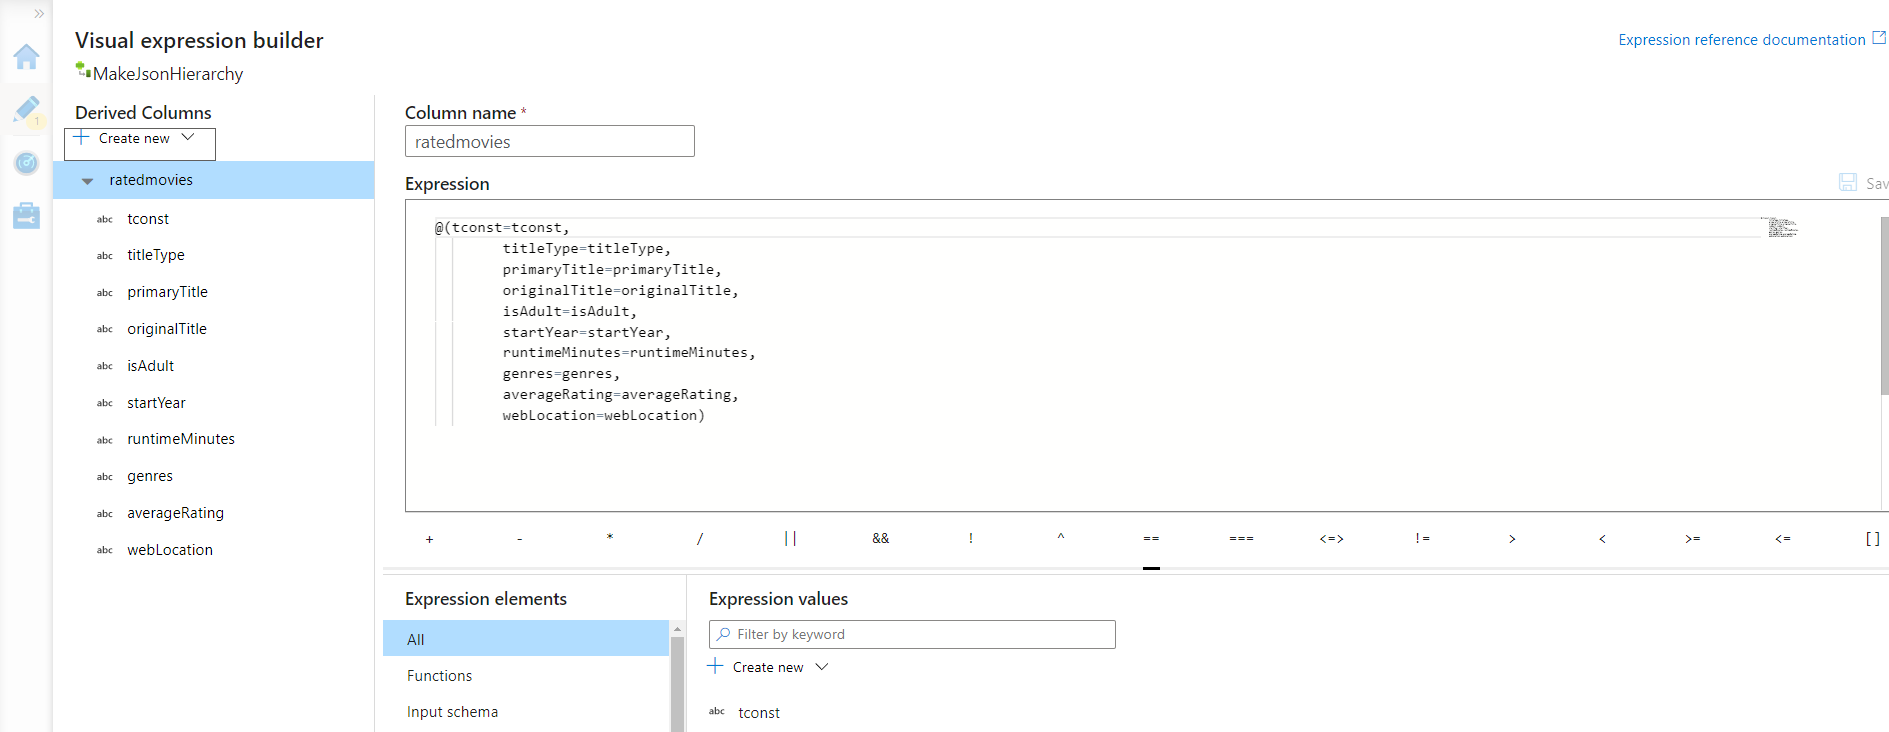 Visual expression builder
Expression reference documentation
MakeJsonHierarchy
1
Derived Columns
Create new
ratedmovies
abc tconst
abc titleType
abc primaryTitle
abc originalTitle
abc isAdult
abc startYear
abc runtimeMinutes
abc genres
abc averageRating
abc webLocation
Column name *
ratedmovies
Expression
Sav
@(tconst=tconst,
titleType=titleType,
primaryTitle=primaryTitle,
originalTitle=originalTitle,
isAdult=isAdult,
startYear=startYear,
runtimeMinutes=runtimeMinutes,
genres=genres,
averageRating=averageRating,
webLocation=webLocation)
+ - * / || && ! ^ == === <=> != > < >= <= []
Expression elements
All
Functions
Input schema
Expression values
Filter by keyword
Create new
abc tconst